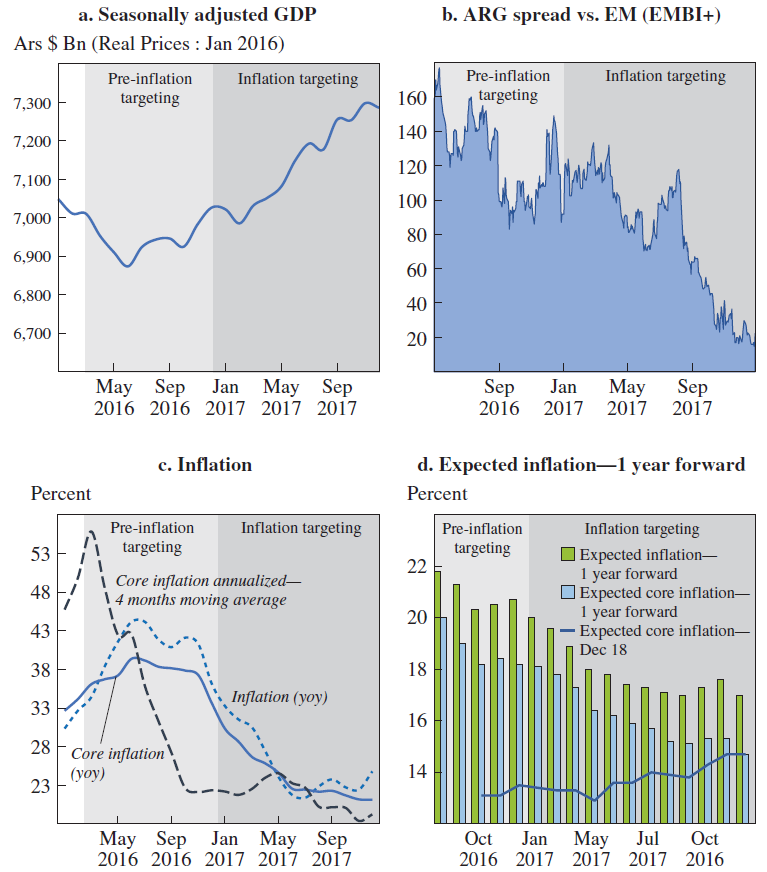 a. Seasonally adjusted GDP
Ars $ Bn (Real Prices : Jan 2016)
Pre-inflation
targeting
Inflation targeting
7,300
7,200
7,100
7,000
6,900
6,800
6,700
May Sep Jan May Sep
2016 2016 2017 2017 2017
b. ARG spread vs. EM (EMBI+)
Pre-inflation
targeting
Inflation targeting
160
140
120
100
80
60
40
20
Sep Jan May Sep
2016 2017 2017 2017
c. Inflation
Percent
Pre-inflation
targeting
Inflation targeting
53
48
43
38
33
28
23
Core inflation annualized—
4 months moving average
Inflation (yoy)
Core inflation
(yoy)
May Sep Jan May Sep
2016 2016 2017 2017 2017
d. Expected inflation—1 year forward
Percent
Pre-inflation
targeting
Inflation targeting
Expected inflation—
1 year forward
Expected core inflation—
1 year forward
Expected core inflation—
Dec 18
22
20
18
16
14
Oct Jan May Jul Oct
2016 2017 2017 2017 2016